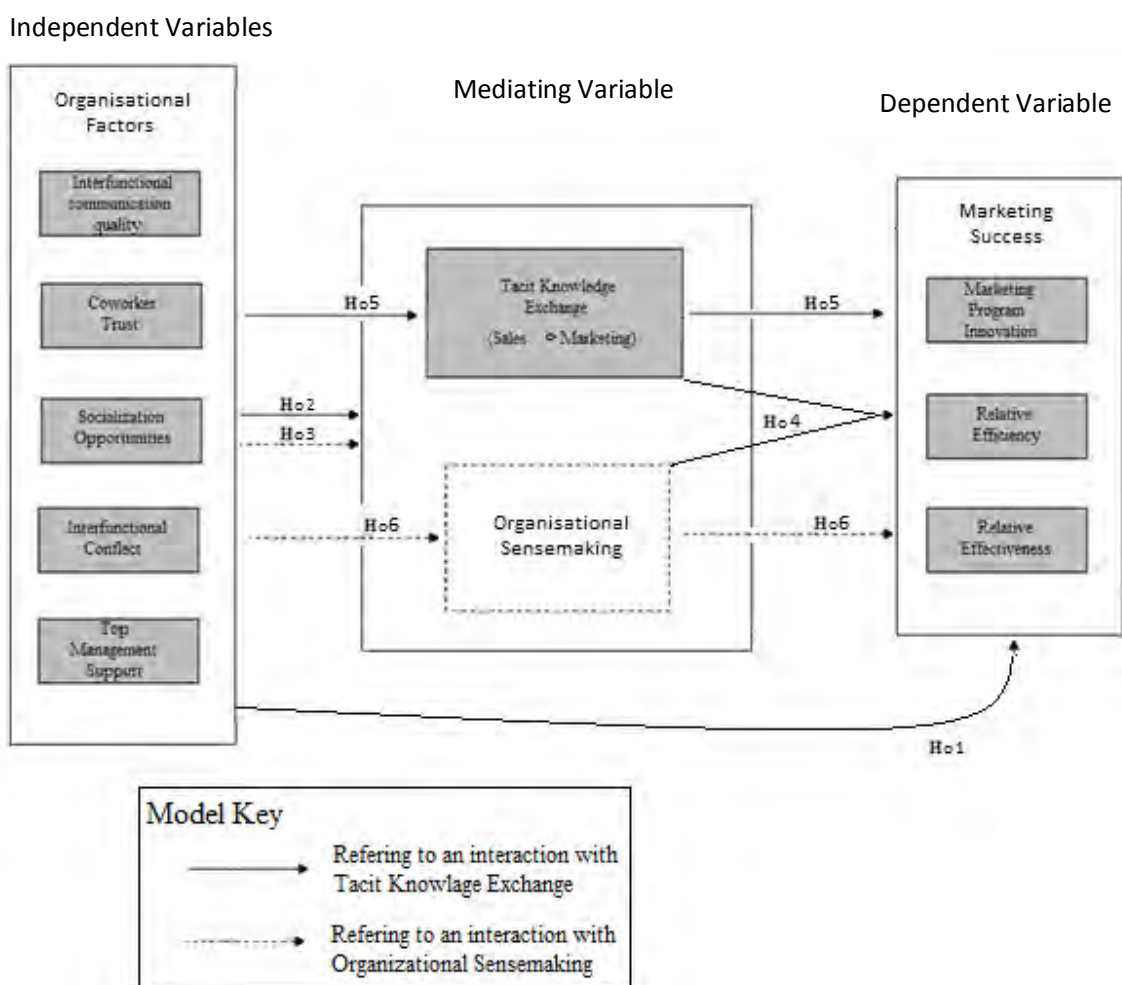 Independent Variables
Organisational
Factors
Interfunctional
communication
quality
Coworker
Trust
Socialization
Opportunities
Interfunctional
Conflect
Top
Management
Support
Mediating Variable
Ho5
Tacit Knowledge
Exchange
(Sales ⇨ Marketing)
Ho5
Ho2
Ho3
Ho4
Ho6
Organisational
Sensemaking
Ho6
Dependent Variable
Marketing
Success
Marketing
Program
Innovation
Relative
Efficiency
Relative
Effectiveness
Ho1
Model Key
Refering to an interaction with
Tacit Knowlage Exchange
Refering to an interaction with
Organizational Sensemaking